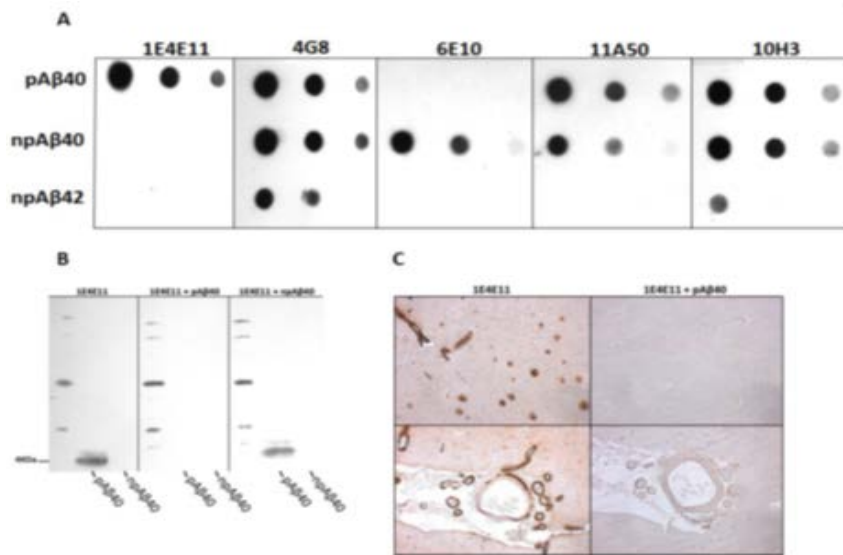 A
1E4E11 4G8 6E10 11A50 10H3
pAβ40
npAβ40
npAβ42
B
1E4E11 1E4E11 + pAβ40 1E4E11 + npAβ40
4KDa
pAβ40 npAβ40 pAβ40 npAβ40 pAβ40 npAβ40
C
1E4E11 1E4E11 + pAβ40